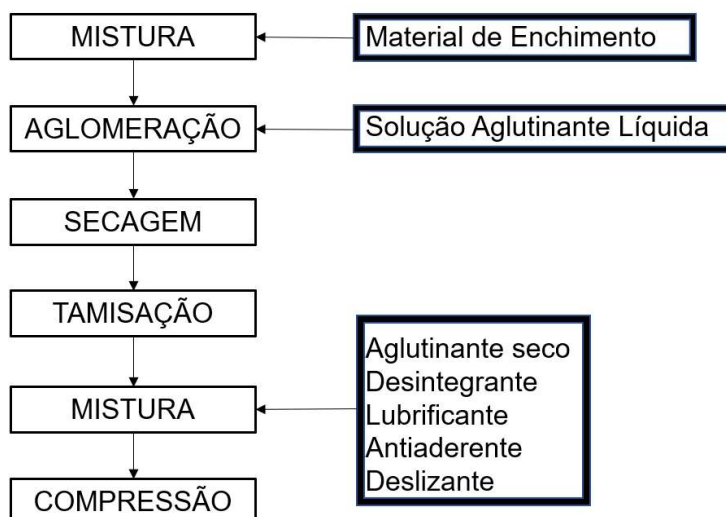 MISTURA
Material de Enchimento
AGLOMERAÇÃO
Solução Aglutinante Líquida
SECAGEM
TAMISAÇÃO
MISTURA
Aglutinante seco
Desintegrante
Lubrificante
Antiaderente
Deslizante
COMPRESSÃO